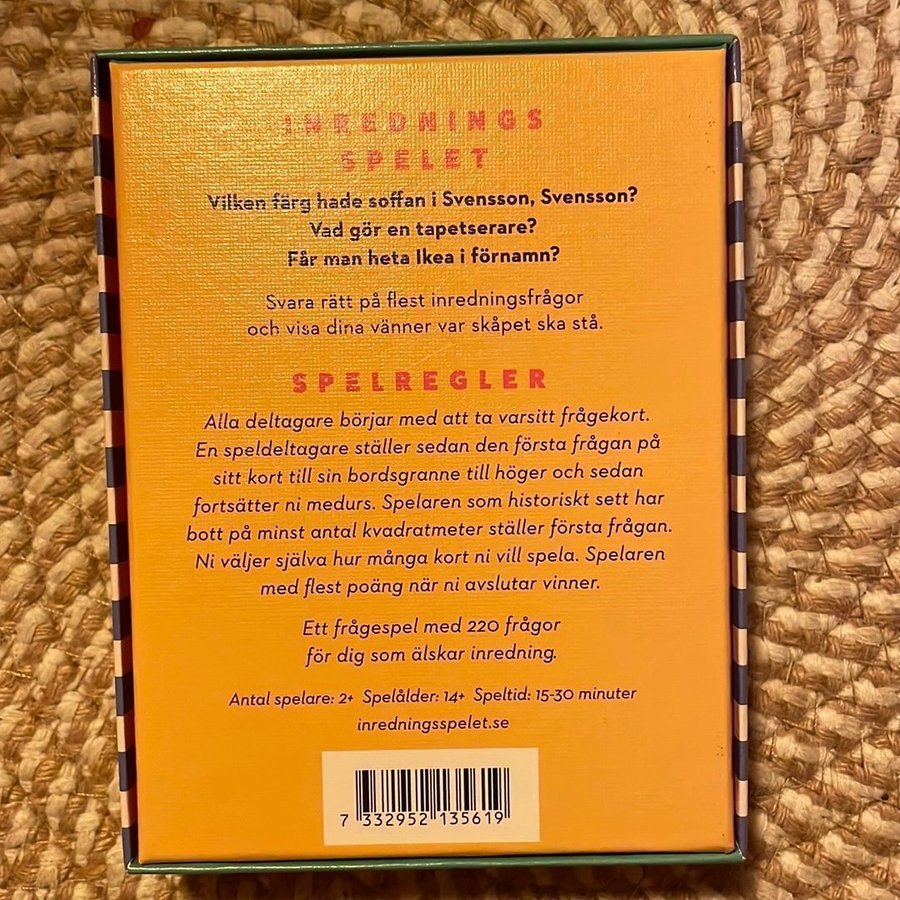 INREDNINGS
SPELET
Vilken färg hade soffan i Svensson, Svensson?
Vad gör en tapetserare?
Får man heta Ikea i förnamn?
Svara rätt på flest inredningsfrågor
och visa dina vänner var skåpet ska stå.
SPELREGLER
Alla deltagare börjar med att ta varsitt frågekort.
En speldeltagare ställer sedan den första frågan på
sitt kort till sin bordsgranne till höger och sedan
fortsätter ni medurs. Spelaren som historiskt sett har
bott på minst antal kvadratmeter ställer första frågan.
Ni väljer själva hur många kort ni vill spela. Spelaren
med flest poäng när ni avslutar vinner.
Ett frågespel med 220 frågor
för dig som älskar inredning.
Antal spelare: 2+ Spelålder: 14+ Speltid: 15-30 minuter
inredningsspelet.se
7 332952 135619